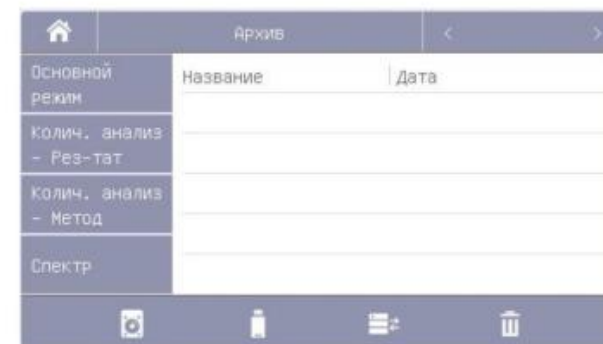 Архив < >
Основной
режим
Название Дата
Колич. анализ
- Рез-тат
Колич. анализ
- Метод
Спектр